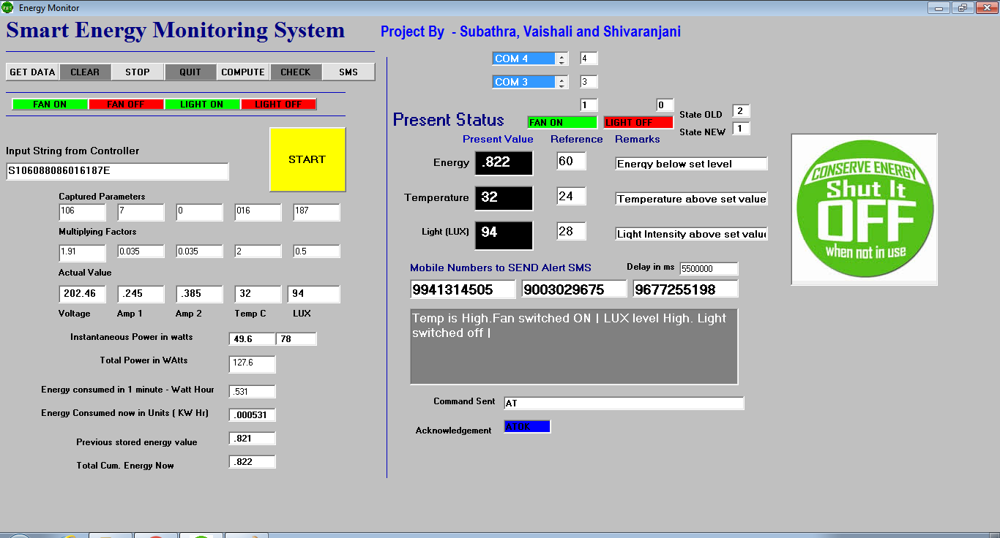 Energy Monitor
Smart Energy Monitoring System
Project By - Subathra, Vaishali and Shivaranjani
GET DATA CLEAR STOP QUIT COMPUTE CHECK SMS
FAN ON FAN OFF LIGHT ON LIGHT OFF
START
Input String from Controller
S106088086016187E
Captured Parameters
106 7 0 016 187
Multiplying Factors
1.91 0.035 0.035 2 0.5
Actual Value
202.46 .245 .385 32 94
Voltage Amp 1 Amp 2 Temp C LUX
Instantaneous Power in watts 49.6 78
Total Power in WAtts 127.6
Energy consumed in 1 minute - Watt Hour .531
Energy Consumed now in Units ( KW Hr) .000531
Previous stored energy value .821
Total Cum. Energy Now .822
COM 4 4
COM 3 3
1 0
Present Status FAN ON LIGHT OFF
State OLD 2
State NEW 1
Present Value Reference Remarks
Energy .822 60 Energy below set level
Temperature 32 24 Temperature above set value
Light (LUX) 94 28 Light Intensity above set valu
Mobile Numbers to SEND Alert SMS Delay in ms 5500000
9941314505 9003029675 9677255198
Temp is High.Fan switched ON | LUX level High. Light
switched off |
Command Sent AT
Acknowledgement ATOK
CONSERVE ENERGY
Shut It
OFF
when not in use